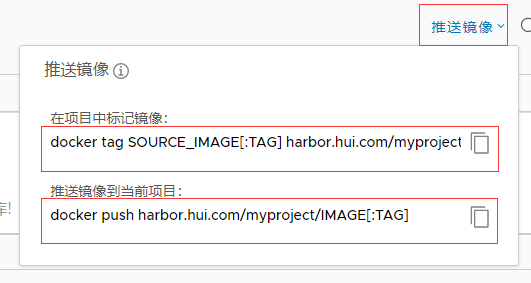 推送镜像
推送镜像
在项目中标记镜像：
docker tag SOURCE_IMAGE[:TAG] harbor.hui.com/myproject
推送镜像到当前项目：
库!
docker push harbor.hui.com/myproject/IMAGE[:TAG]